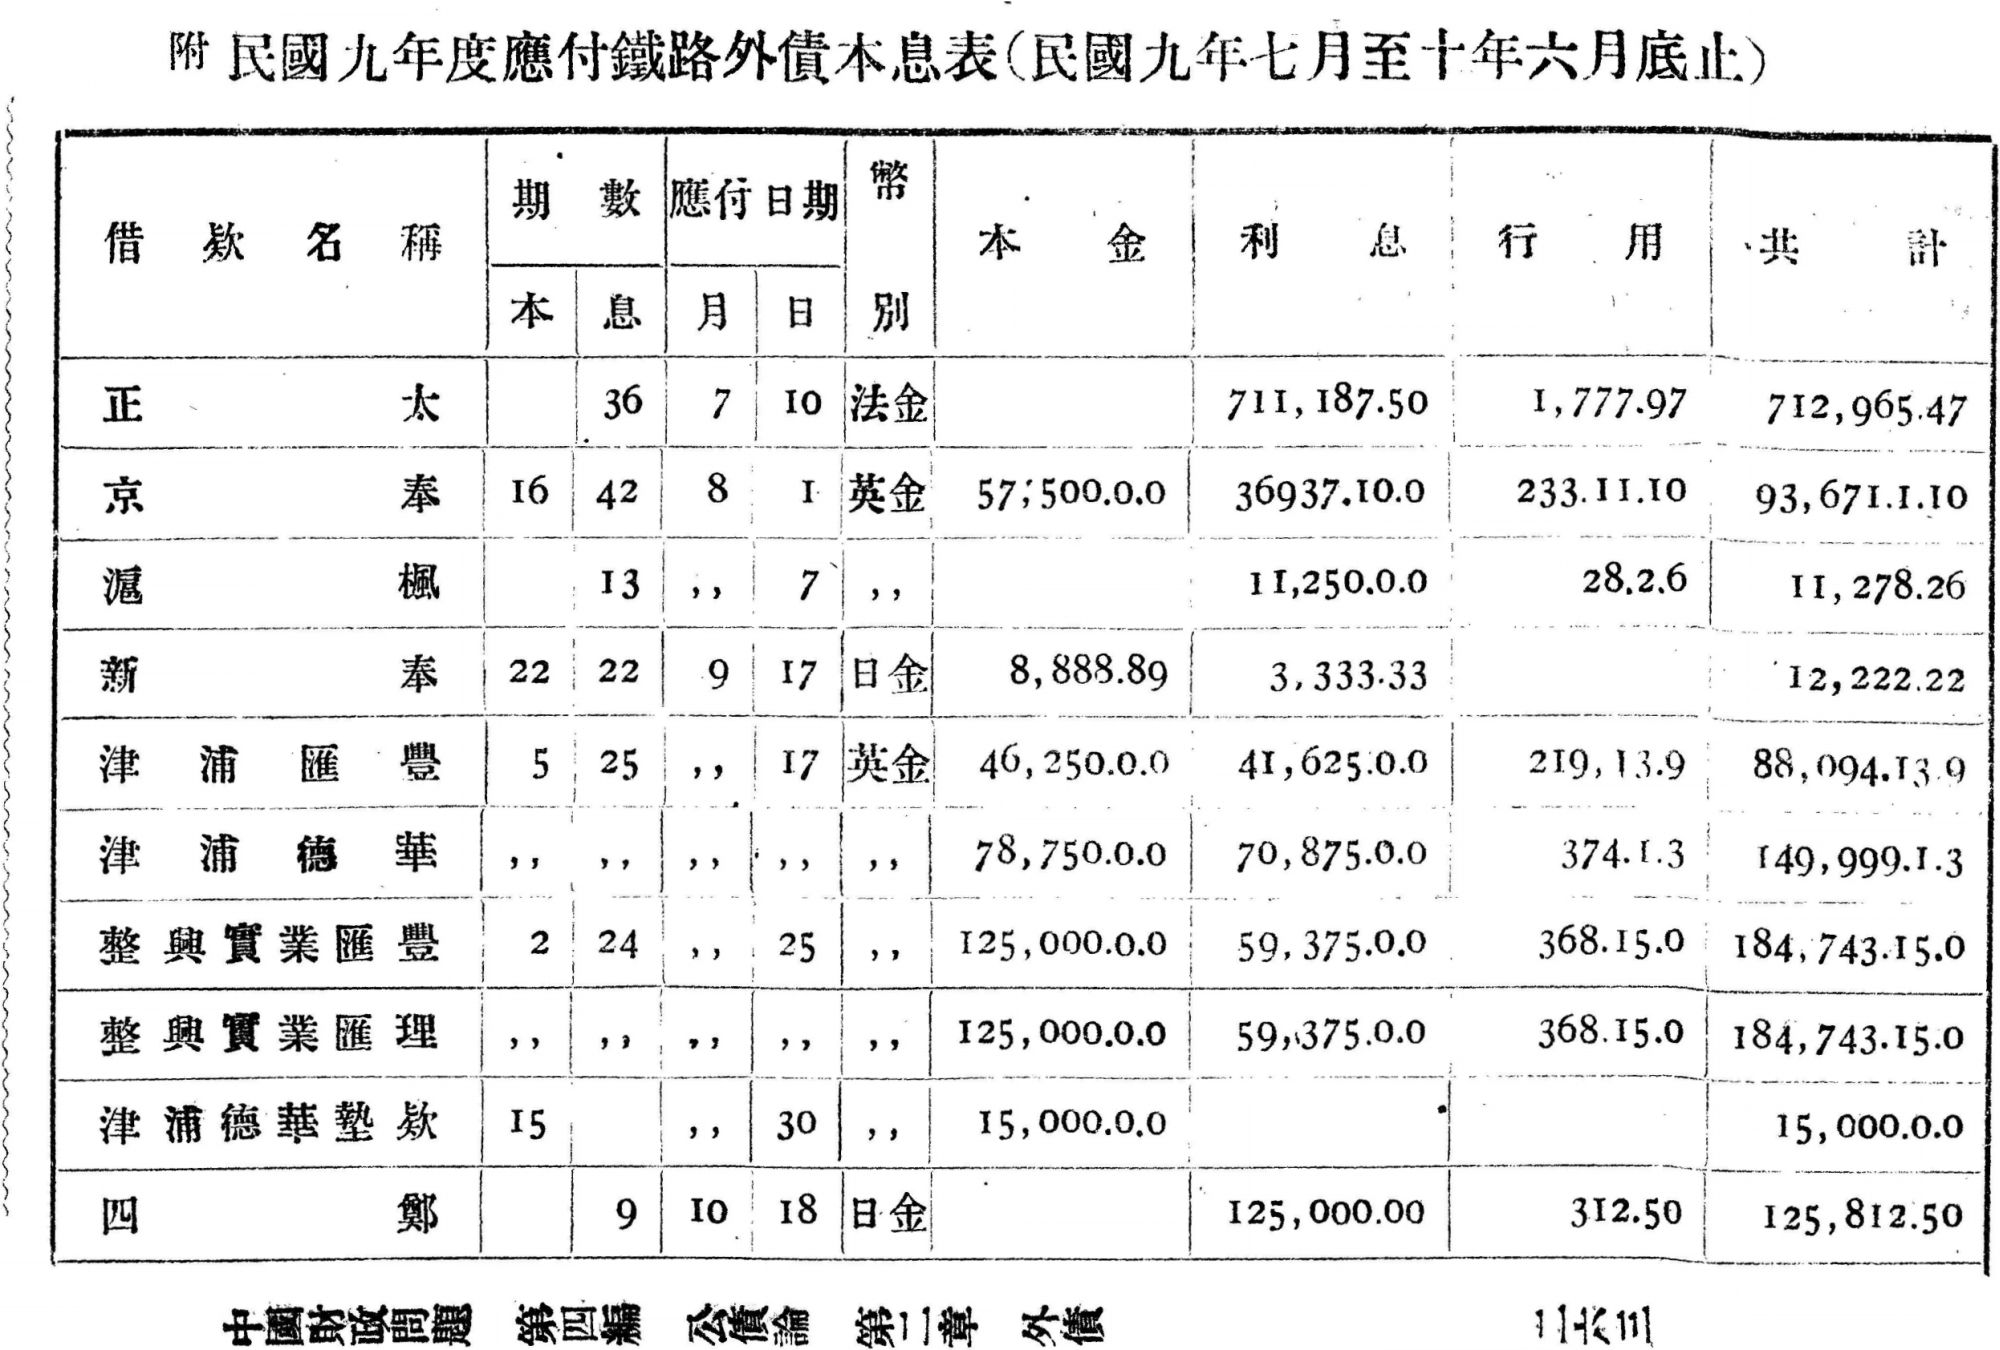 附 民國九年度應付鐵路外債本息表(民國九年七月至十年六月底止)
借欵名稱 期數 應付日期 幣別 本金 利息 行用 共計
本 息 月 日
正太 36 7 10 法金 711,187.50 1,777.97 712,965.47
京奉 16 42 8 1 英金 57,500.0.0 36937.10.0 233.11.10 93,671.1.10
滬楓 13 ,, 7 ,, 11,250.0.0 28.2.6 11,278.26
新奉 22 22 9 17 日金 8,888.89 3,333.33 12,222.22
津浦匯豐 5 25 ,, 17 英金 46,250.0.0 41,625.0.0 219,13.9 88,094.13.9
津浦德華 ,, ,, ,, ,, ,, 78,750.0.0 70,875.0.0 374.1.3 149,999.1.3
整興實業匯豐 2 24 ,, 25 ,, 125,000.0.0 59,375.0.0 368.15.0 184,743.15.0
整興實業匯理 ,, ,, ,, ,, ,, 125,000.0.0 59,375.0.0 368.15.0 184,743.15.0
津浦德華墊欵 15 ,, 30 ,, 15,000.0.0 15,000.0.0
四鄭 9 10 18 日金 125,000.00 312.50 125,812.50
中國財政問題 第四編 公債論 第二章 外債 二六三